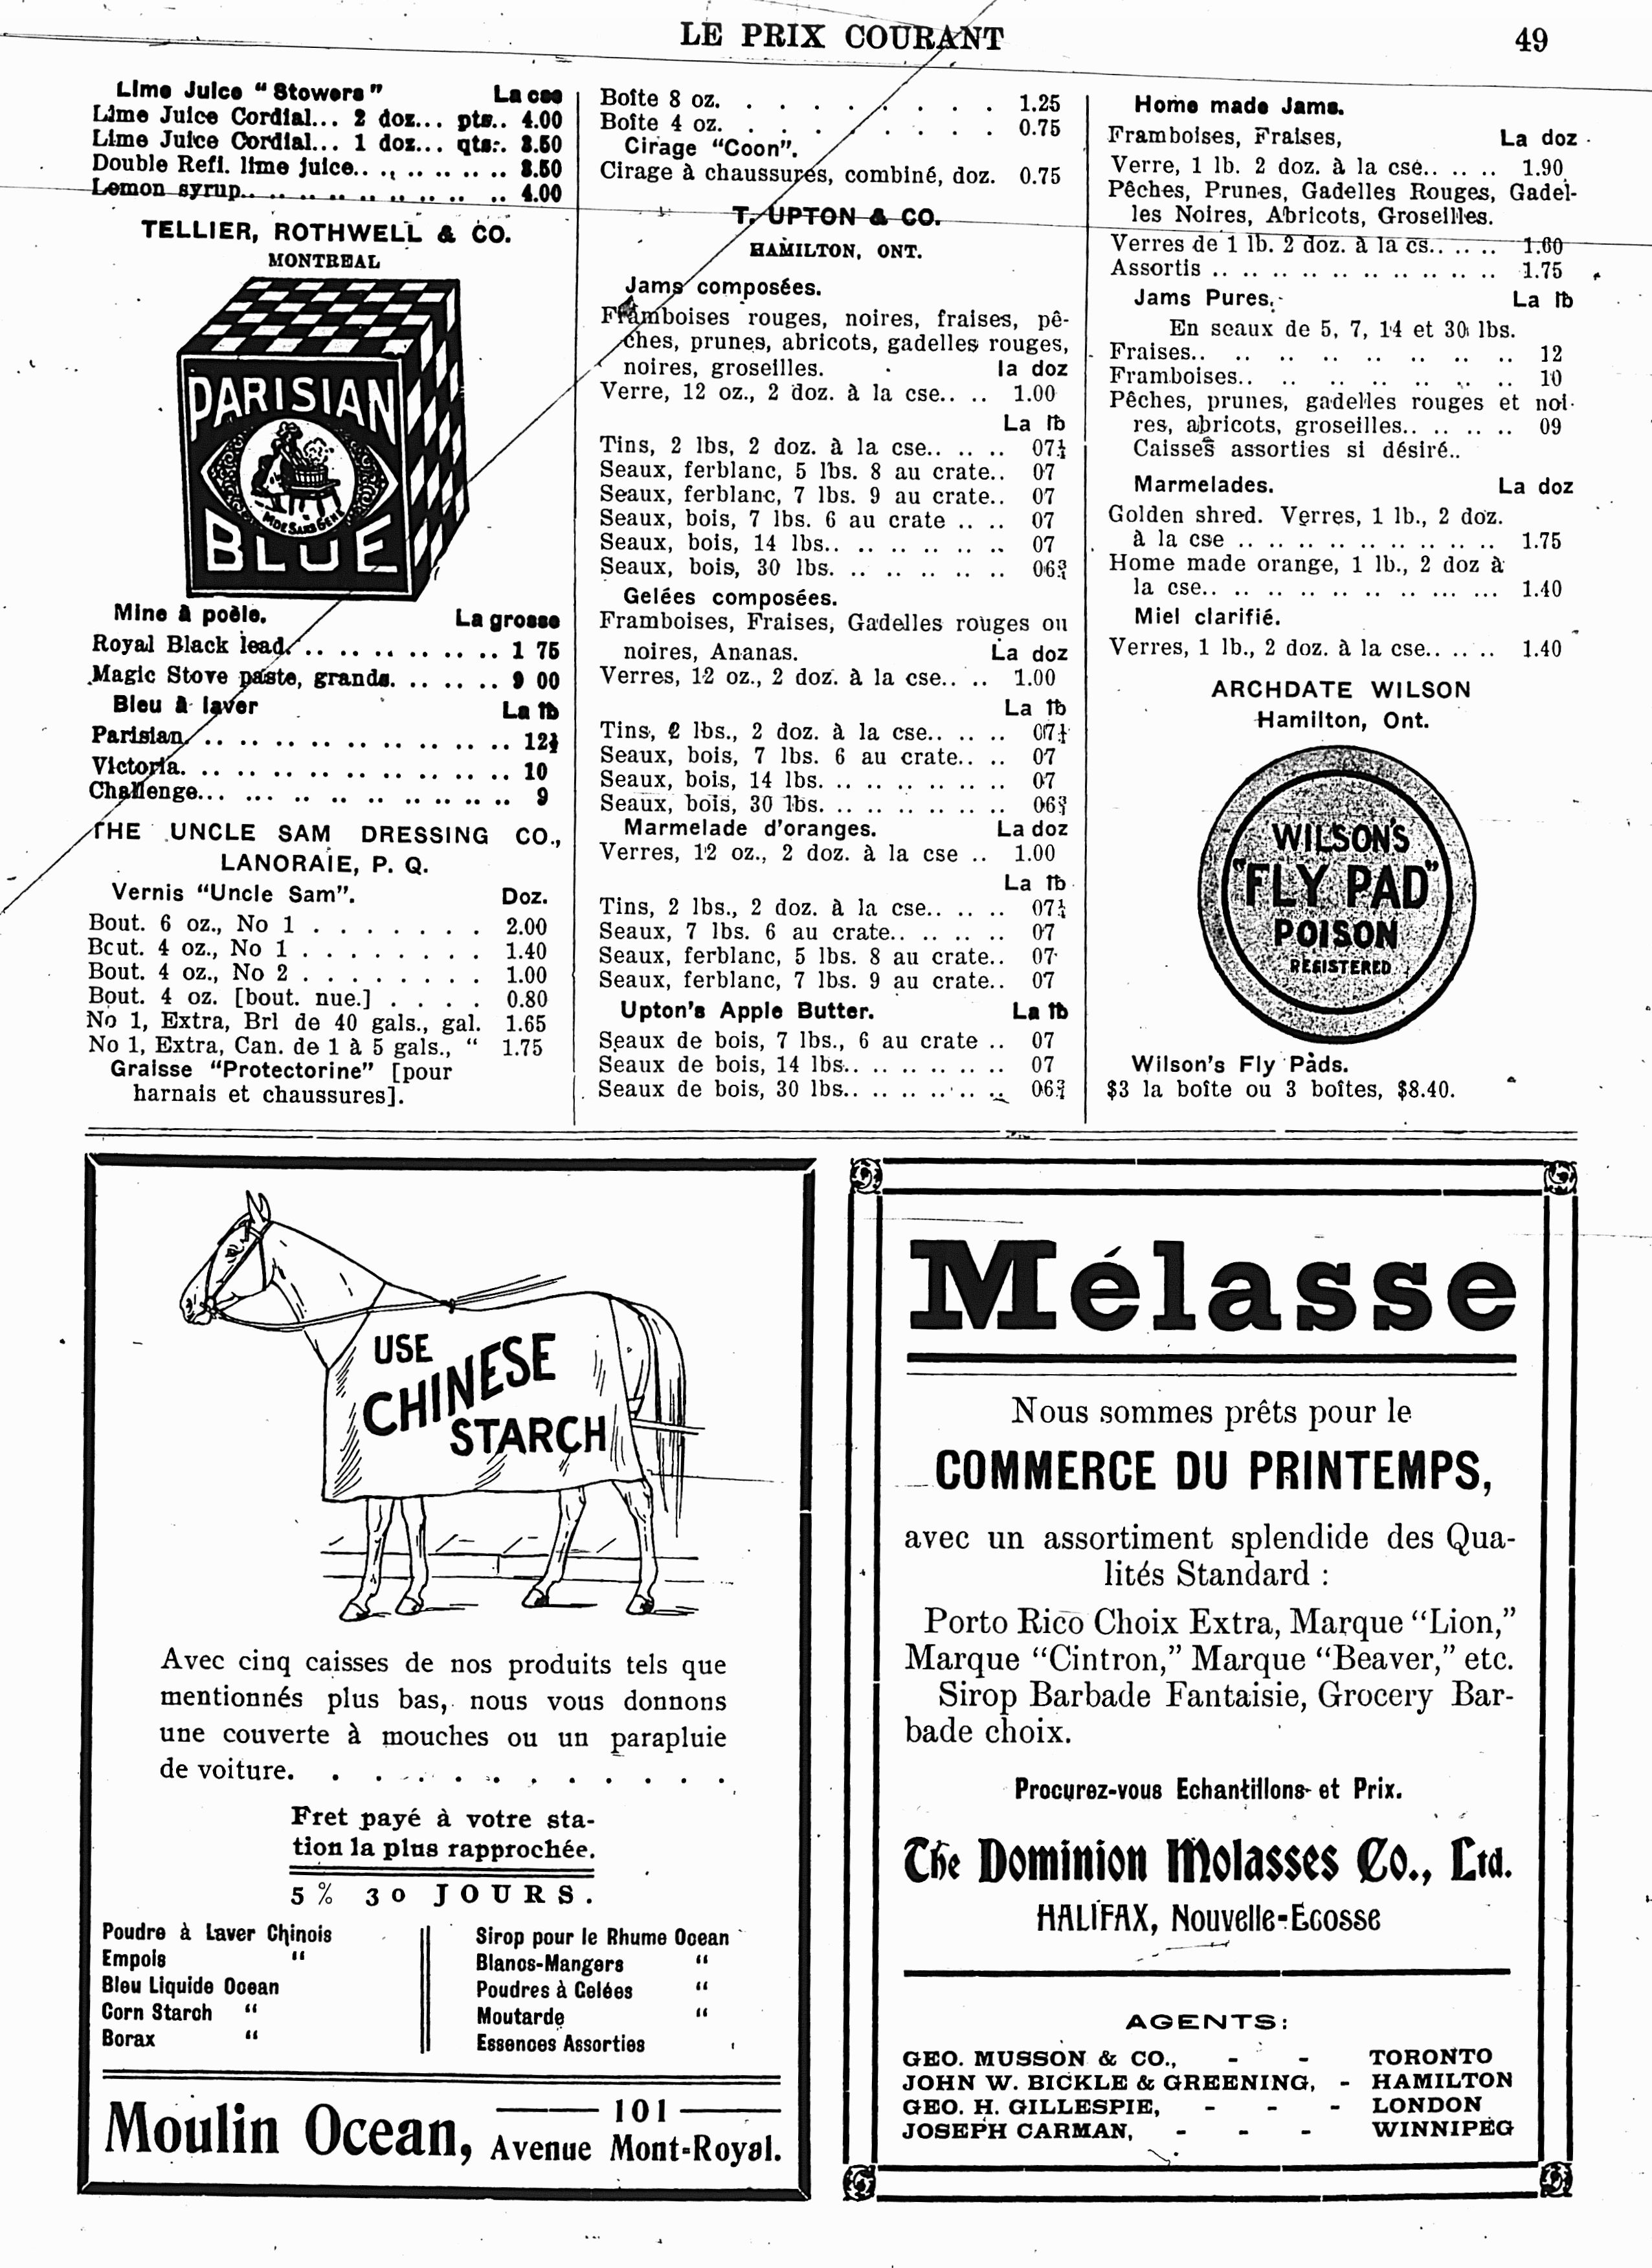 LE PRIX COURANT 49
Lime Juice “Stowers” La cse
Lime Juice Cordial... 2 doz... pts.. 4.00
Lime Juice Cordial... 1 doz... qts.. 3.50
Double Refi. lime juice.. .. .. .. .. .. 3.50
Lemon syrup.. .. .. .. .. .. .. .. .. 4.00
TELLIER, ROTHWELL & CO.
MONTREAL
PARISIAN
MDE SANS GENE
BLUE
Mine à poêle. La grosse
Royal Black lead. .. .. .. .. .. .. .. 1 75
Magic Stove paste, grands. .. .. .. 9 00
Bleu à laver La lb
Parisian. .. .. .. .. .. .. .. .. .. .. 12½
Victoria. .. .. .. .. .. .. .. .. .. .. 10
Challenge... ... .. .. .. .. .. .. .. 9
THE UNCLE SAM DRESSING CO.,
LANORAIE, P. Q.
Vernis “Uncle Sam”. Doz.
Bout. 6 oz., No 1 . . . . . . . 2.00
Bout. 4 oz., No 1 . . . . . . . . 1.40
Bout. 4 oz., No 2 . . . . . . . . 1.00
Bout. 4 oz. [bout. nue.] . . . . 0.80
No 1, Extra, Brl de 40 gals., gal. 1.65
No 1, Extra, Can. de 1 à 5 gals., “ 1.75
Graisse “Protectorine” [pour
harnais et chaussures].
Boîte 8 oz. . . . . . . . . . 1.25
Boîte 4 oz. . . . . . . . . . 0.75
Cirage “Coon”.
Cirage à chaussures, combiné, doz. 0.75
T. UPTON & CO.
HAMILTON, ONT.
Jams composées.
Framboises rouges, noires, fraises, pê-
ches, prunes, abricots, gadelles rouges,
noires, groseilles. la doz
Verre, 12 oz., 2 doz. à la cse.. .. 1.00
La lb
Tins, 2 lbs, 2 doz. à la cse.. .. .. 07¼
Seaux, ferblanc, 5 lbs. 8 au crate.. 07
Seaux, ferblanc, 7 lbs. 9 au crate.. 07
Seaux, bois, 7 lbs. 6 au crate .. .. 07
Seaux, bois, 14 lbs.. .. .. .. .. .. 07
Seaux, bois, 30 lbs. .. .. .. .. .. 06¾
Gelées composées.
Framboises, Fraises, Gadelles rouges ou
noires, Ananas. La doz
Verres, 12 oz., 2 doz. à la cse.. .. 1.00
La lb
Tins, 2 lbs., 2 doz. à la cse.. .. .. 07¼
Seaux, bois, 7 lbs. 6 au crate.. .. 07
Seaux, bois, 14 lbs. .. .. .. .. .. 07
Seaux, bois, 30 lbs. .. .. .. .. .. 06¾
Marmelade d'oranges. La doz
Verres, 12 oz., 2 doz. à la cse .. 1.00
La lb
Tins, 2 lbs., 2 doz. à la cse.. .. .. 07¼
Seaux, 7 lbs. 6 au crate.. .. .. .. 07
Seaux, ferblanc, 5 lbs. 8 au crate.. 07
Seaux, ferblanc, 7 lbs. 9 au crate.. 07
Upton's Apple Butter. La lb
Seaux de bois, 7 lbs., 6 au crate .. 07
Seaux de bois, 14 lbs.. .. .. .. .. 07
Seaux de bois, 30 lbs.. .. .. .. .. 06¾
Home made Jams.
Framboises, Fraises, La doz
Verre, 1 lb. 2 doz. à la cse.. .. .. 1.90
Pêches, Prunes, Gadelles Rouges, Gadel-
les Noires, Abricots, Groseilles.
Verres de 1 lb. 2 doz. à la cs.. .. .. 1.60
Assortis .. .. .. .. .. .. .. .. .. .. 1.75
Jams Pures. La lb
En seaux de 5, 7, 14 et 30 lbs.
Fraises.. .. .. .. .. .. .. .. 12
Framboises.. .. .. .. .. .. .. 10
Pêches, prunes, gadelles rouges et noi-
res, abricots, groseilles.. .. .. .. 09
Caisses assorties si désiré..
Marmelades. La doz
Golden shred. Verres, 1 lb., 2 doz.
à la cse .. .. .. .. .. .. .. .. .. 1.75
Home made orange, 1 lb., 2 doz à
la cse.. .. .. .. .. .. .. .. ... ... 1.40
Miel clarifié.
Verres, 1 lb., 2 doz. à la cse.. .. .. 1.40
ARCHDATE WILSON
Hamilton, Ont.
WILSON'S
“FLY PAD”
POISON
REGISTERED
Wilson's Fly Pads.
$3 la boîte ou 3 boîtes, $8.40.
USE
CHINESE
STARCH
Avec cinq caisses de nos produits tels que
mentionnés plus bas, nous vous donnons
une couverte à mouches ou un parapluie
de voiture. . . . . . . . . . . .
Fret payé à votre sta-
tion la plus rapprochée.
5 % 30 JOURS.
Poudre à Laver Chinois
Empois “
Bleu Liquide Ocean
Corn Starch “
Borax “
Sirop pour le Rhume Ocean
Blancs-Mangers “
Poudres à Gelées “
Moutarde “
Essences Assorties
Moulin Ocean, 101
Avenue Mont-Royal.
Mélasse
Nous sommes prêts pour le
COMMERCE DU PRINTEMPS,
avec un assortiment splendide des Qua-
lités Standard :
Porto Rico Choix Extra, Marque “Lion,”
Marque “Cintron,” Marque “Beaver,” etc.
Sirop Barbade Fantaisie, Grocery Bar-
bade choix.
Procurez-vous Echantillons et Prix.
The Dominion Molasses Co., Ltd.
HALIFAX, Nouvelle-Ecosse
AGENTS:
GEO. MUSSON & CO., - - TORONTO
JOHN W. BICKLE & GREENING, - HAMILTON
GEO. H. GILLESPIE, - - - LONDON
JOSEPH CARMAN, - - - WINNIPEG